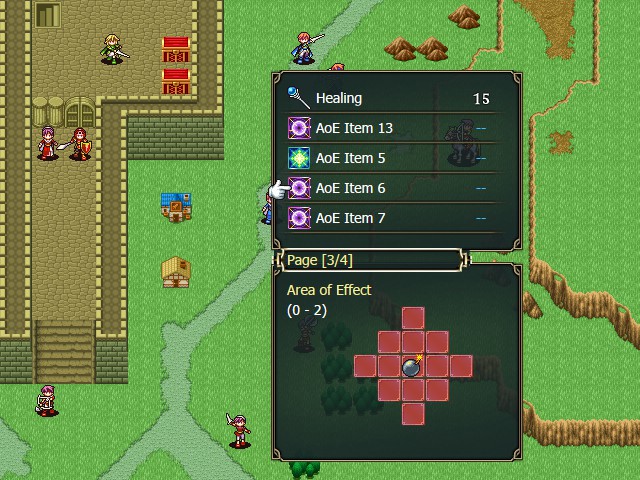 Healing 15
AoE Item 13 --
AoE Item 5 --
AoE Item 6 --
AoE Item 7 --
Page [3/4]
Area of Effect
(0 - 2)